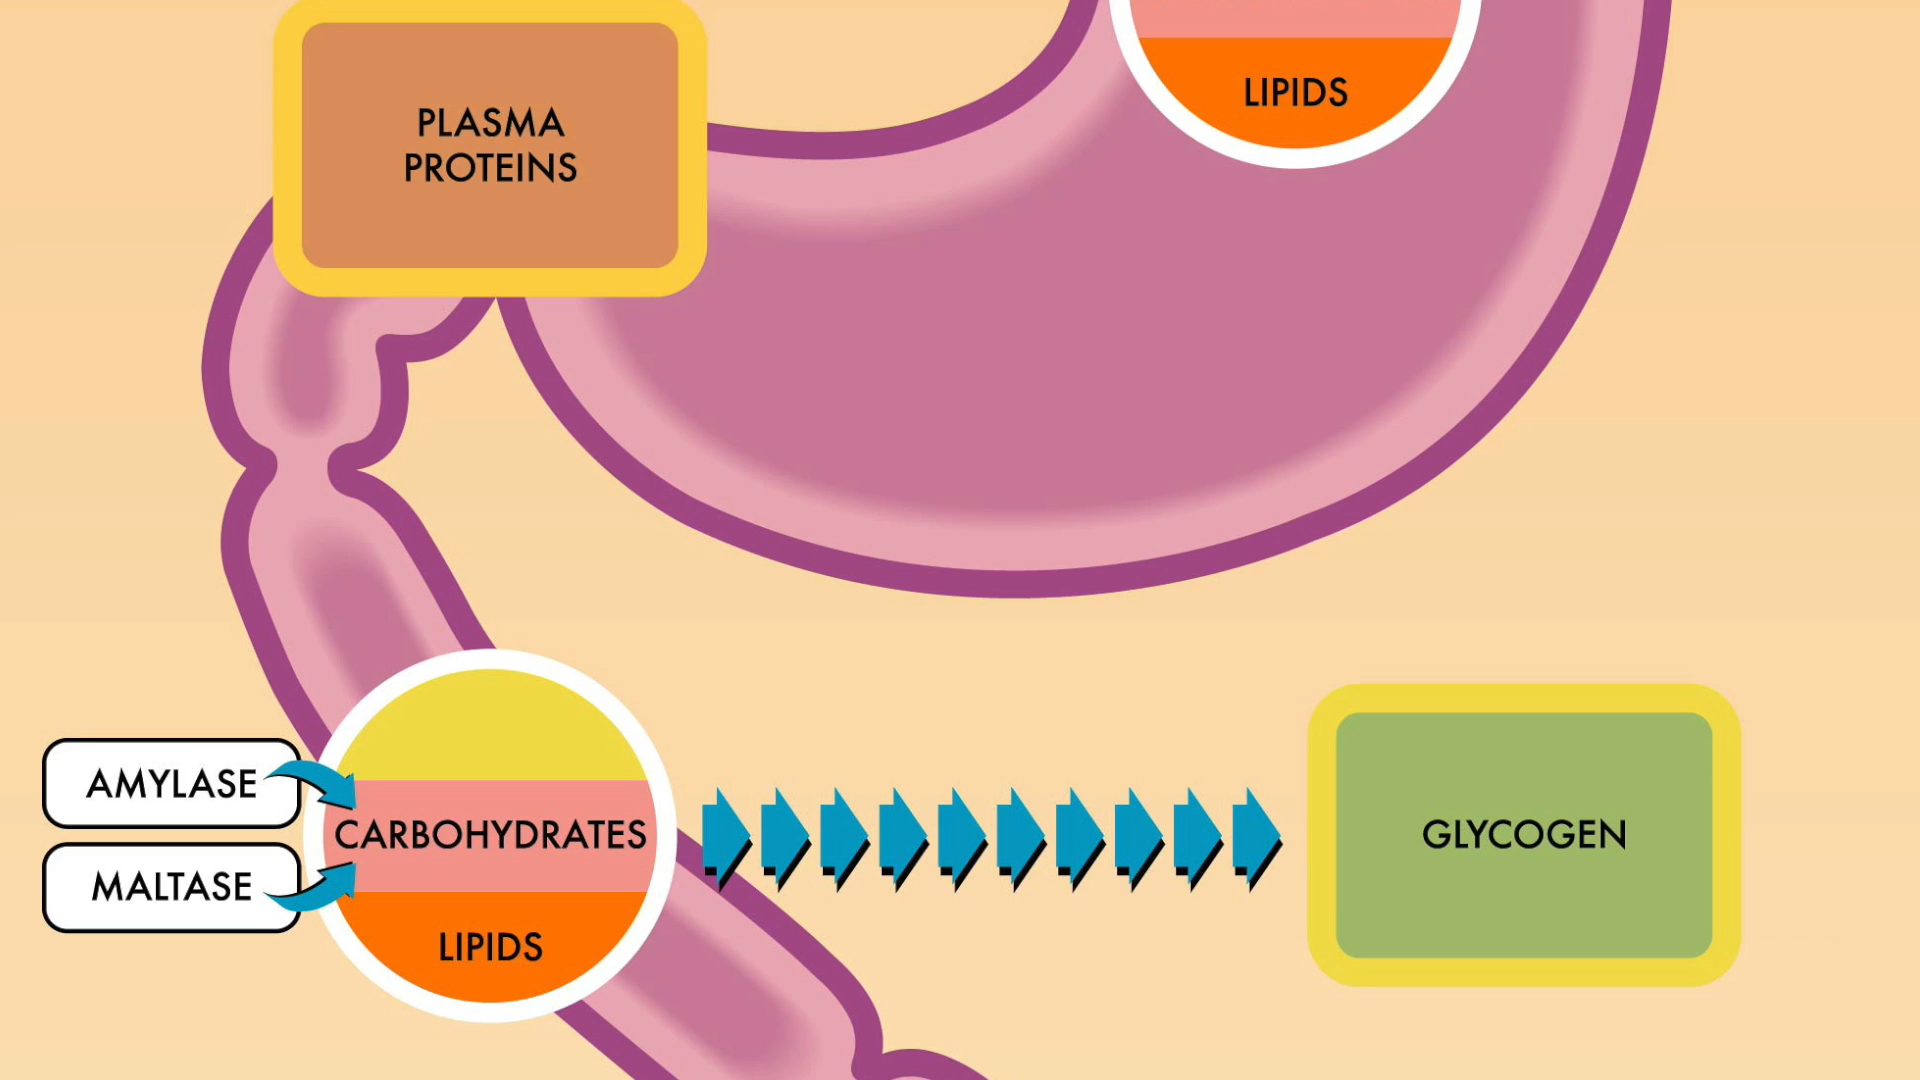 LIPIDS
PLASMA
PROTEINS
AMYLASE
CARBOHYDRATES
GLYCOGEN
MALTASE
LIPIDS